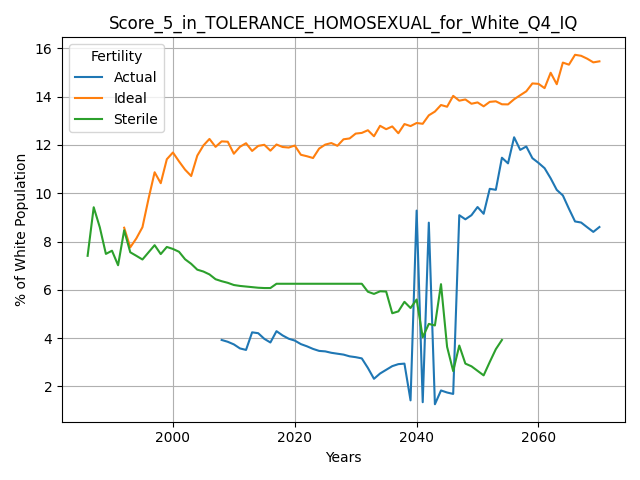 Score_5_in_TOLERANCE_HOMOSEXUAL_for_White_Q4_IQ
Fertility
Actual
Ideal
Sterile
% of White Population
16
14
12
10
8
6
4
2
2000 2020 2040 2060
Years